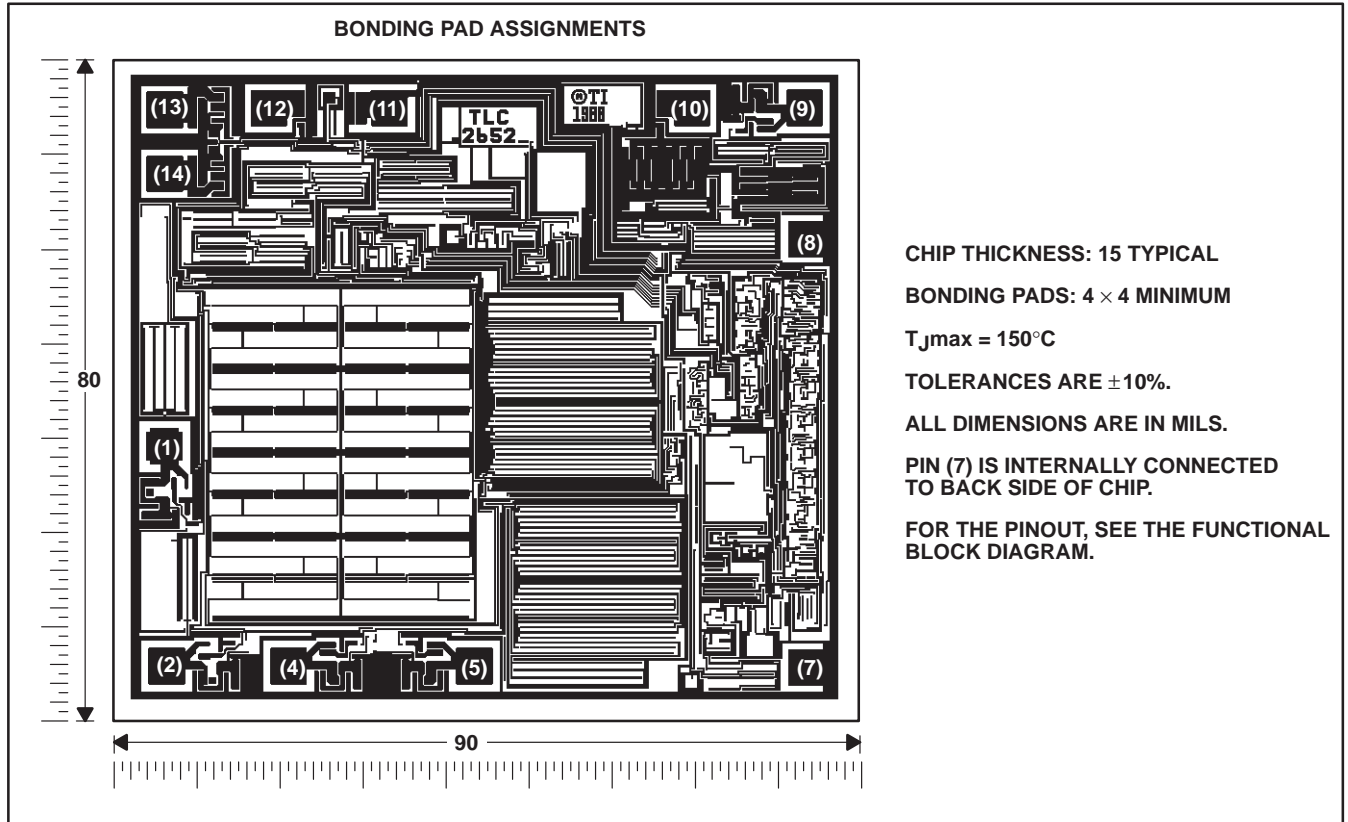 BONDING PAD ASSIGNMENTS
(13)
(12)
(11)
TLC
2652
©TI
1988
(10)
(9)
(14)
(8)
(1)
(2)
(4)
(5)
(7)
80
90
CHIP THICKNESS: 15 TYPICAL
BONDING PADS: 4 × 4 MINIMUM
TJmax = 150°C
TOLERANCES ARE ±10%.
ALL DIMENSIONS ARE IN MILS.
PIN (7) IS INTERNALLY CONNECTED
TO BACK SIDE OF CHIP.
FOR THE PINOUT, SEE THE FUNCTIONAL
BLOCK DIAGRAM.